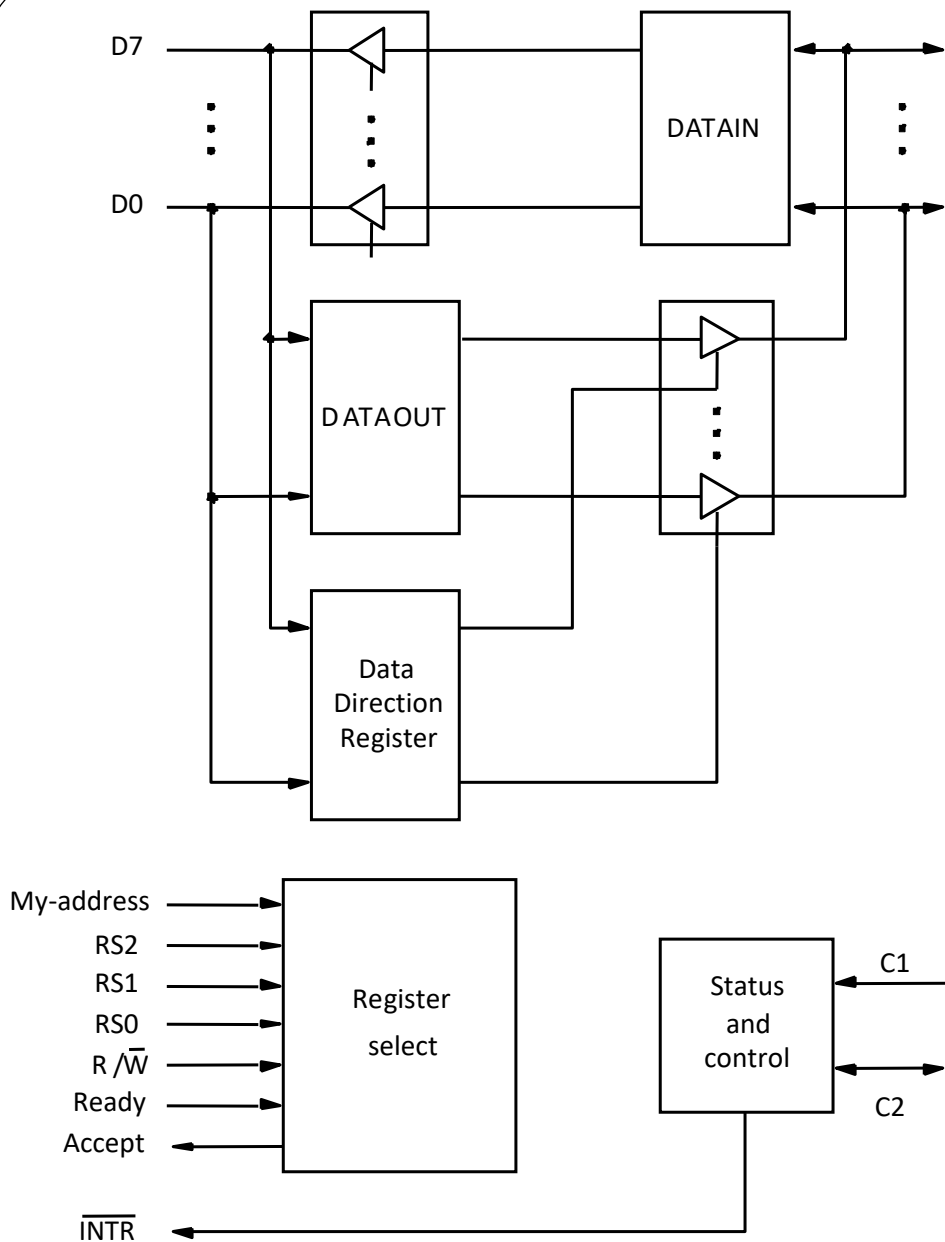 D7
DATAIN
D0
DATAOUT
Data
Direction
Register
My-address
RS2
RS1
RS0
R/W̅
Ready
Accept
Register
select
Status
and
control
C1
C2
I̅N̅T̅R̅